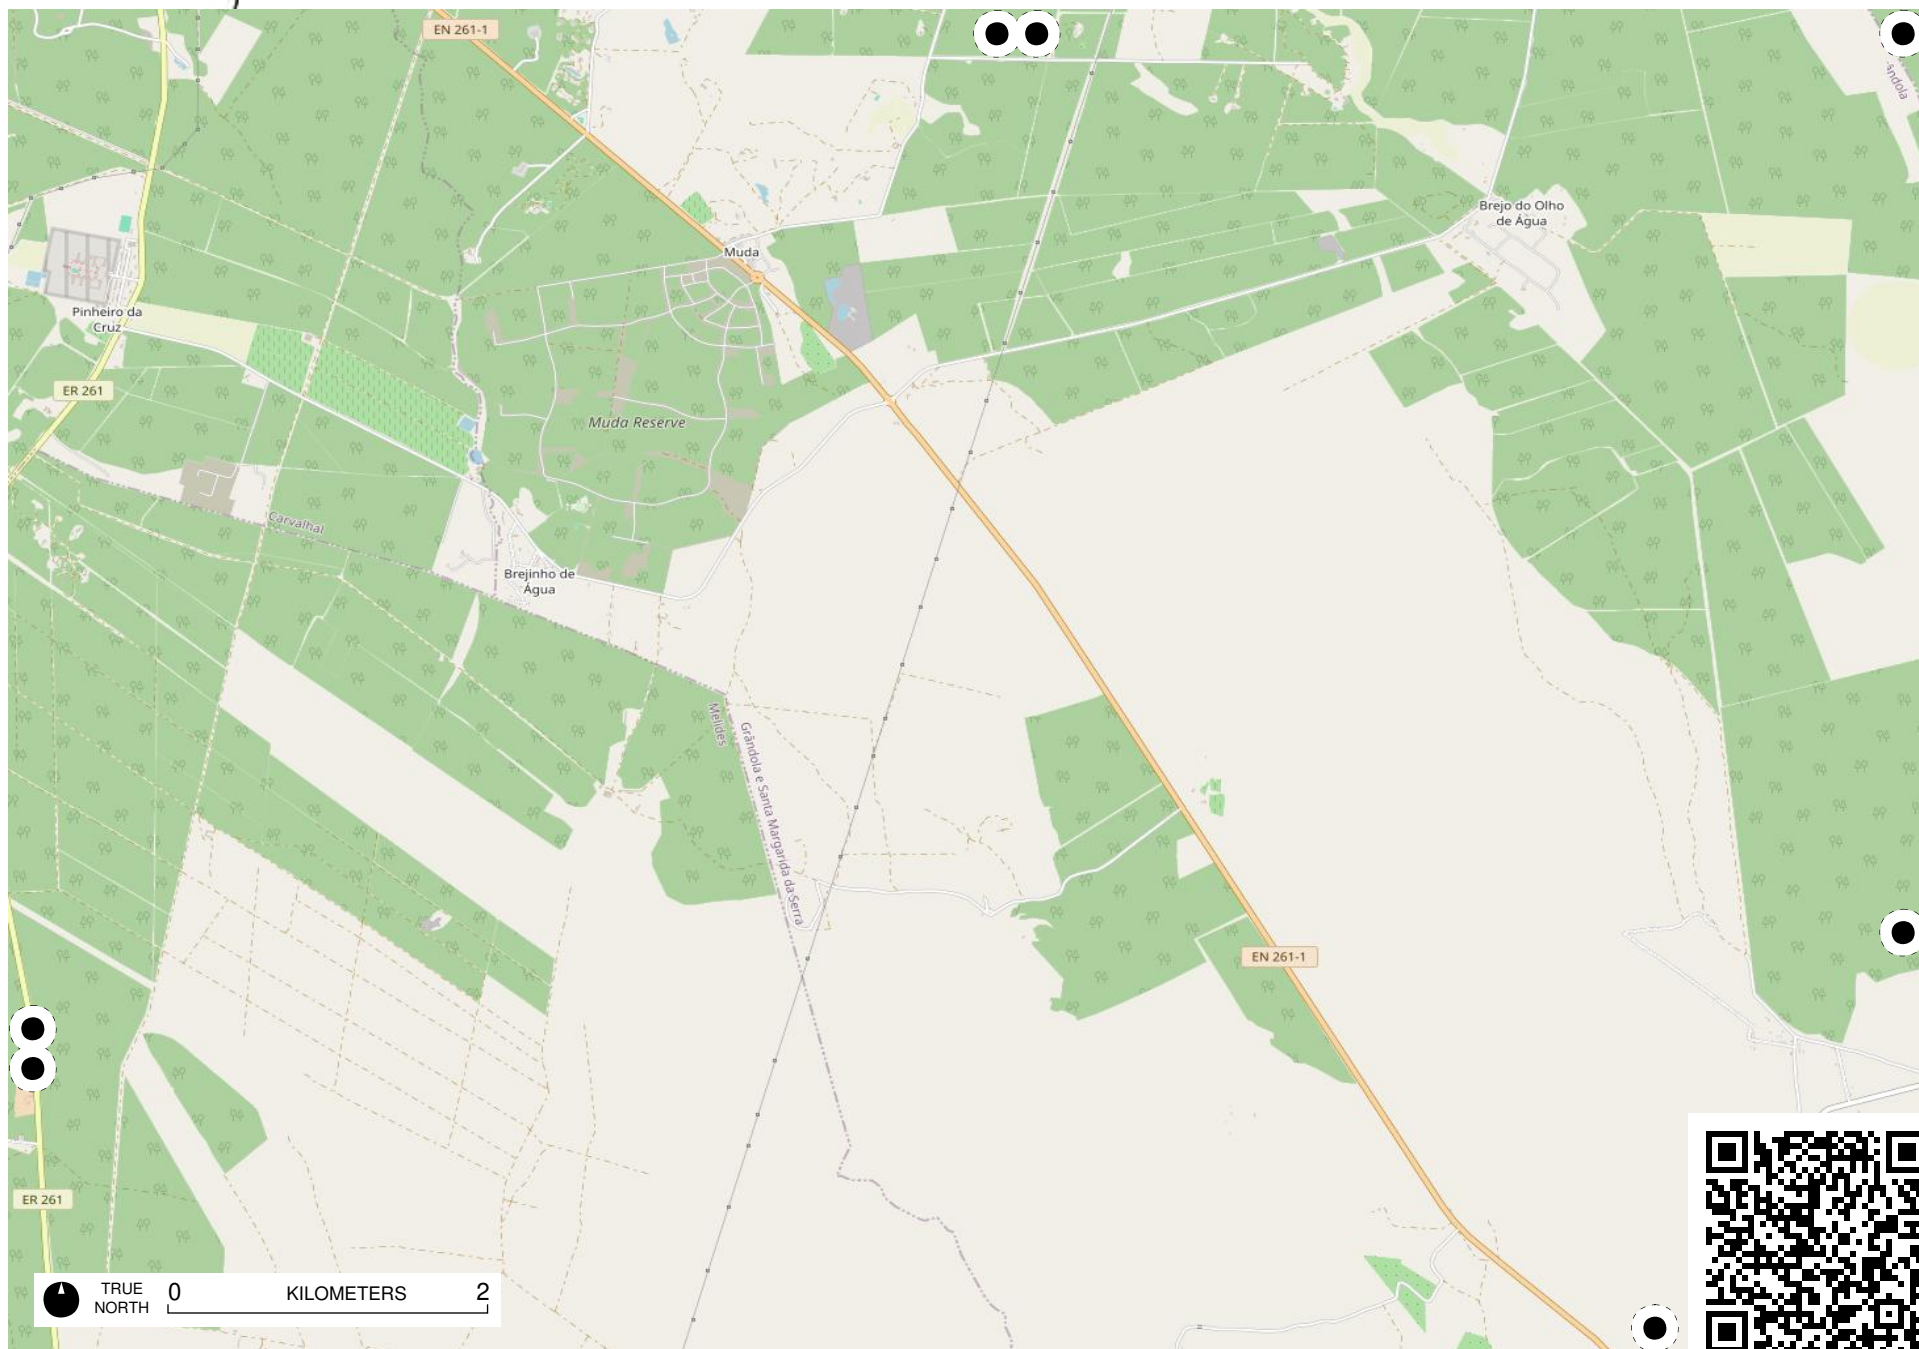 EN 261-1
ândola
Brejo do Olho
de Água
Muda
Pinheiro da
Cruz
ER 261
Muda Reserve
Carvalhal
Brejinho de
Água
Melides
Grândola e Santa Margarida da Serra
EN 261-1
ER 261
TRUE
NORTH
0 KILOMETERS 2